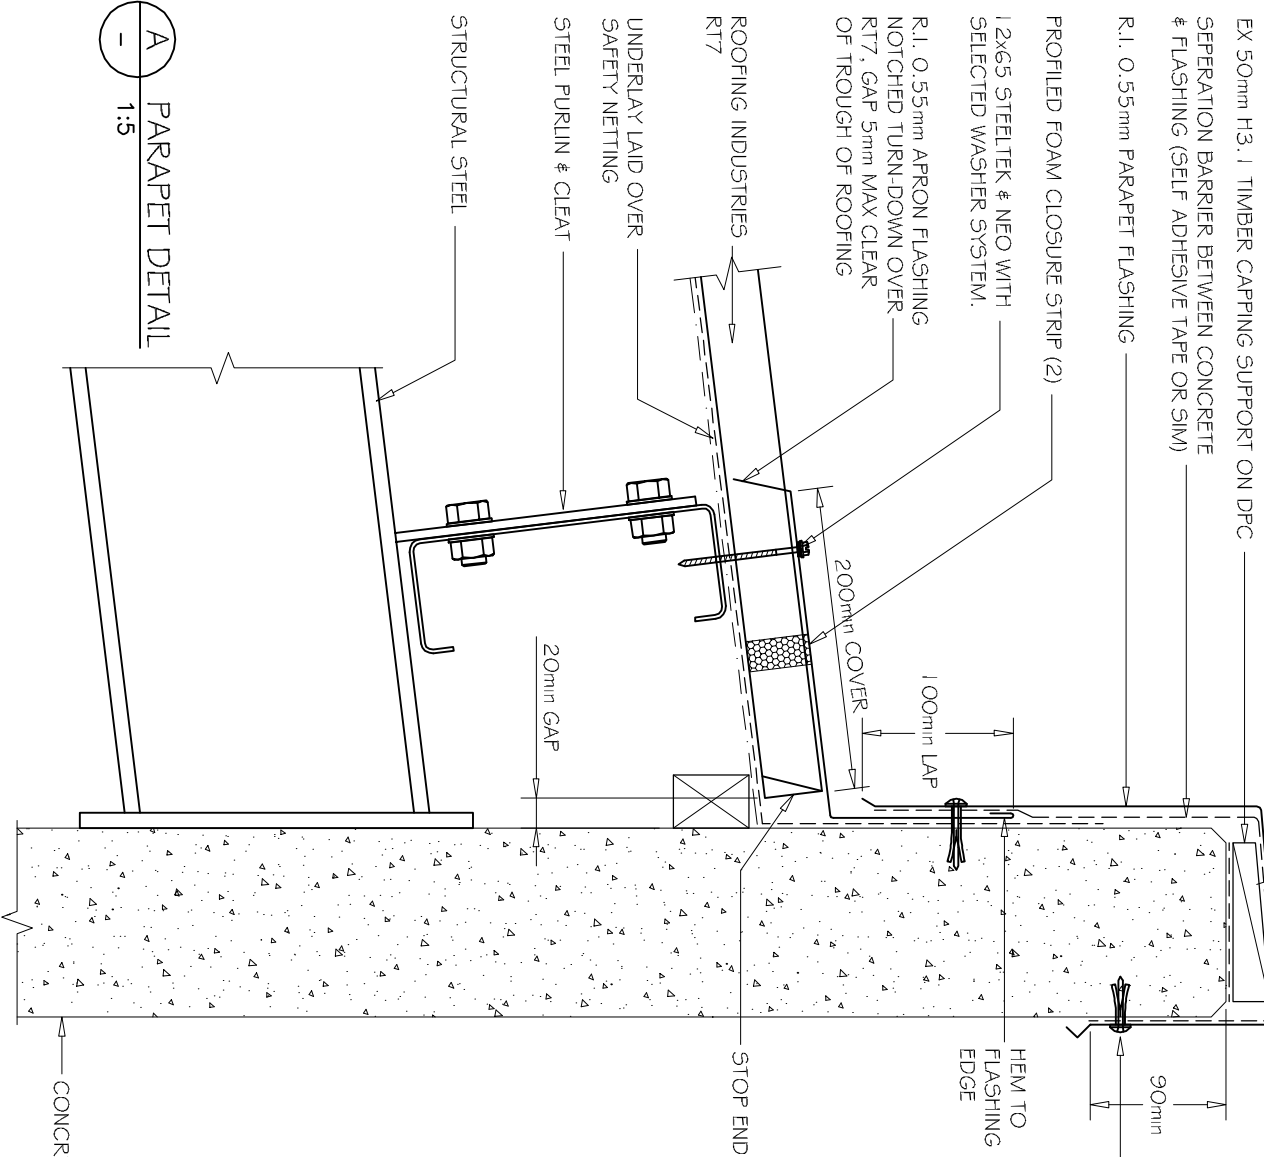 EX 50mm H3.1 TIMBER CAPPING SUPPORT ON DPC
SEPERATION BARRIER BETWEEN CONCRETE
& FLASHING (SELF ADHESIVE TAPE OR SIM)
R.I. 0.55mm PARAPET FLASHING
PROFILED FOAM CLOSURE STRIP (2)
12x65 STEELTEK & NEO WITH
SELECTED WASHER SYSTEM.
R.I. 0.55mm APRON FLASHING
NOTCHED TURN-DOWN OVER
RT7, GAP 5mm MAX CLEAR
OF TROUGH OF ROOFING
ROOFING INDUSTRIES
RT7
UNDERLAY LAID OVER
SAFETY NETTING
STEEL PURLIN & CLEAT
STRUCTURAL STEEL
200min COVER
100min LAP
20min GAP
90min
HEM TO
FLASHING
EDGE
STOP END
CONCR
A
-
PARAPET DETAIL
1:5